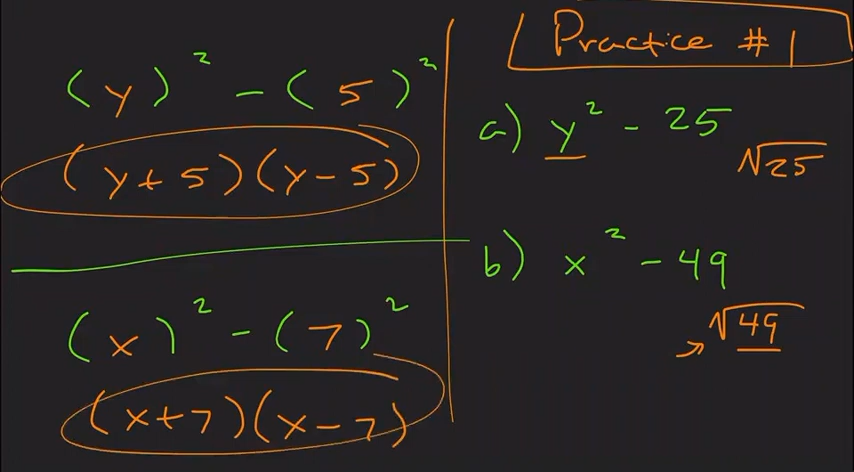 (y)² - (5)²
(y + 5)(y - 5)
(x)² - (7)²
(x+7)(x - 7)
Practice # 1
a) y² - 25
√25
b) x² - 49
√49